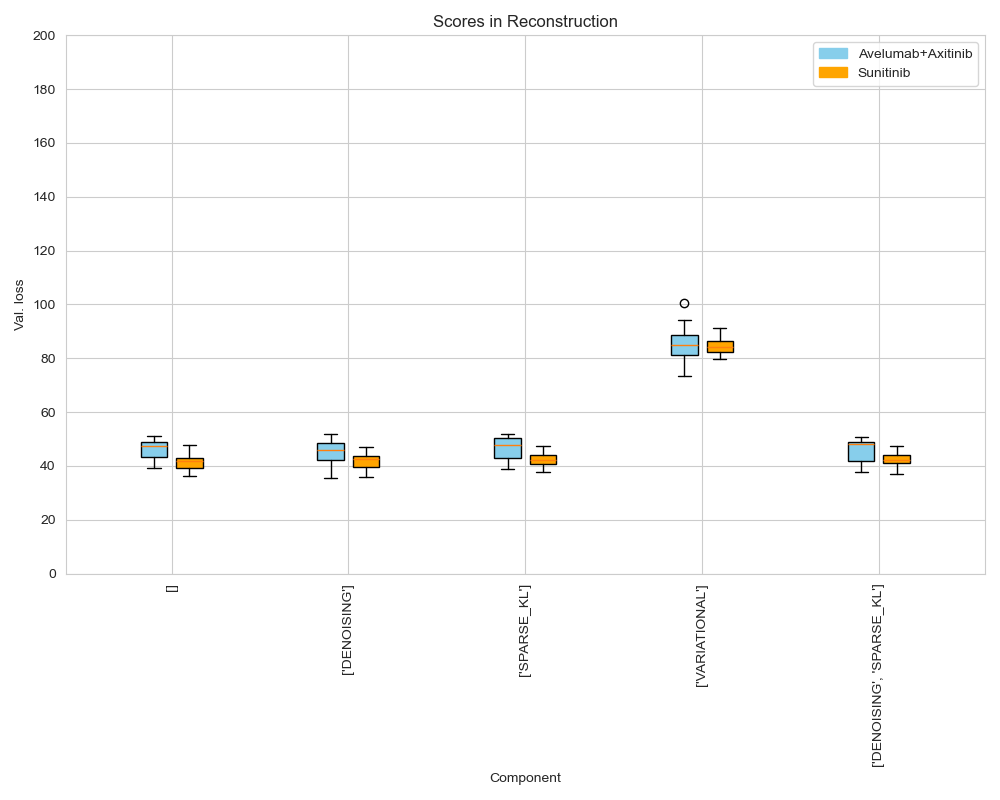 Scores in Reconstruction
Avelumab+Axitinib
Sunitinib
Val. loss
200
180
160
140
120
100
80
60
40
20
0
[]
['DENOISING']
['SPARSE_KL']
['VARIATIONAL']
['DENOISING', 'SPARSE_KL']
Component